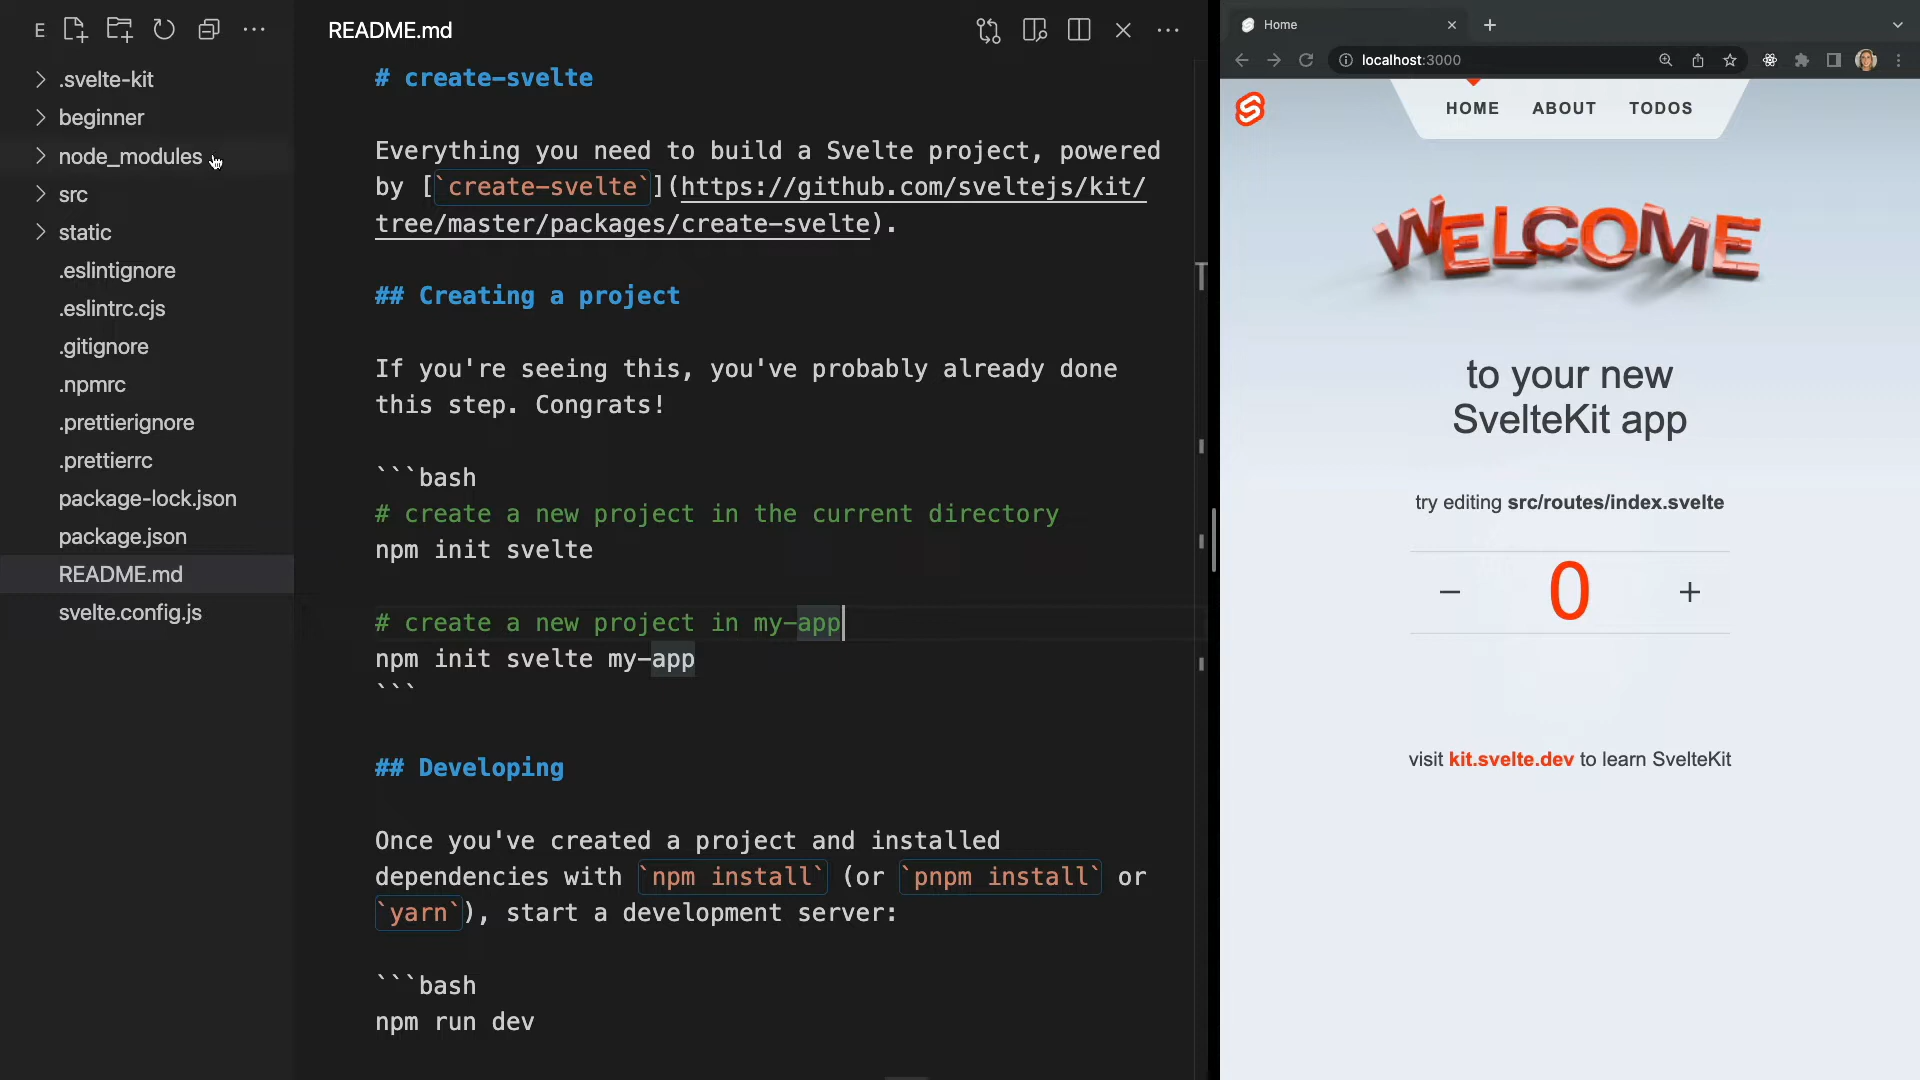 E
.svelte-kit
beginner
node_modules
src
static
.eslintignore
.eslintrc.cjs
.gitignore
.npmrc
.prettierignore
.prettierrc
package-lock.json
package.json
README.md
svelte.config.js
README.md
# create-svelte
Everything you need to build a Svelte project, powered
by [`create-svelte`](https://github.com/sveltejs/kit/
tree/master/packages/create-svelte).
## Creating a project
If you're seeing this, you've probably already done
this step. Congrats!
```bash
# create a new project in the current directory
npm init svelte
# create a new project in my-app
npm init svelte my-app
```
## Developing
Once you've created a project and installed
dependencies with `npm install` (or `pnpm install` or
`yarn`), start a development server:
```bash
npm run dev
Home
localhost:3000
HOME ABOUT TODOS
WELCOME
to your new
SvelteKit app
try editing src/routes/index.svelte
− 0 +
visit kit.svelte.dev to learn SvelteKit